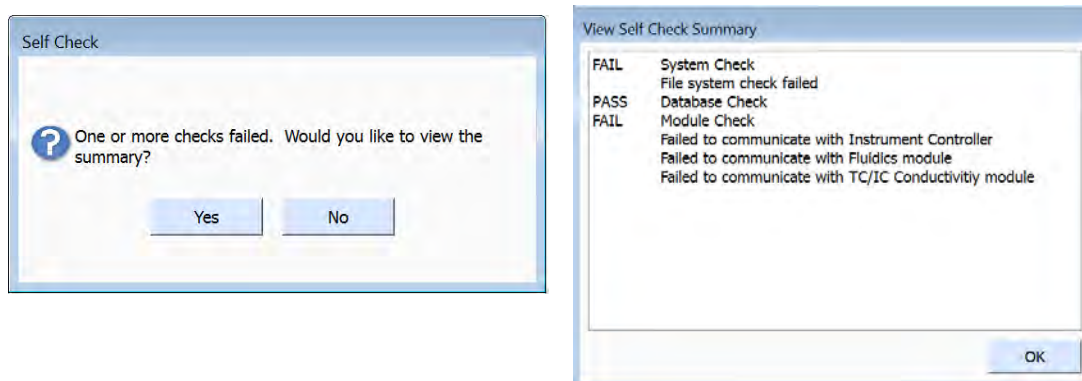 Self Check
One or more checks failed. Would you like to view the
summary?
Yes
No
View Self Check Summary
FAIL System Check
File system check failed
PASS Database Check
FAIL Module Check
Failed to communicate with Instrument Controller
Failed to communicate with Fluidics module
Failed to communicate with TC/IC Conductivitiy module
OK